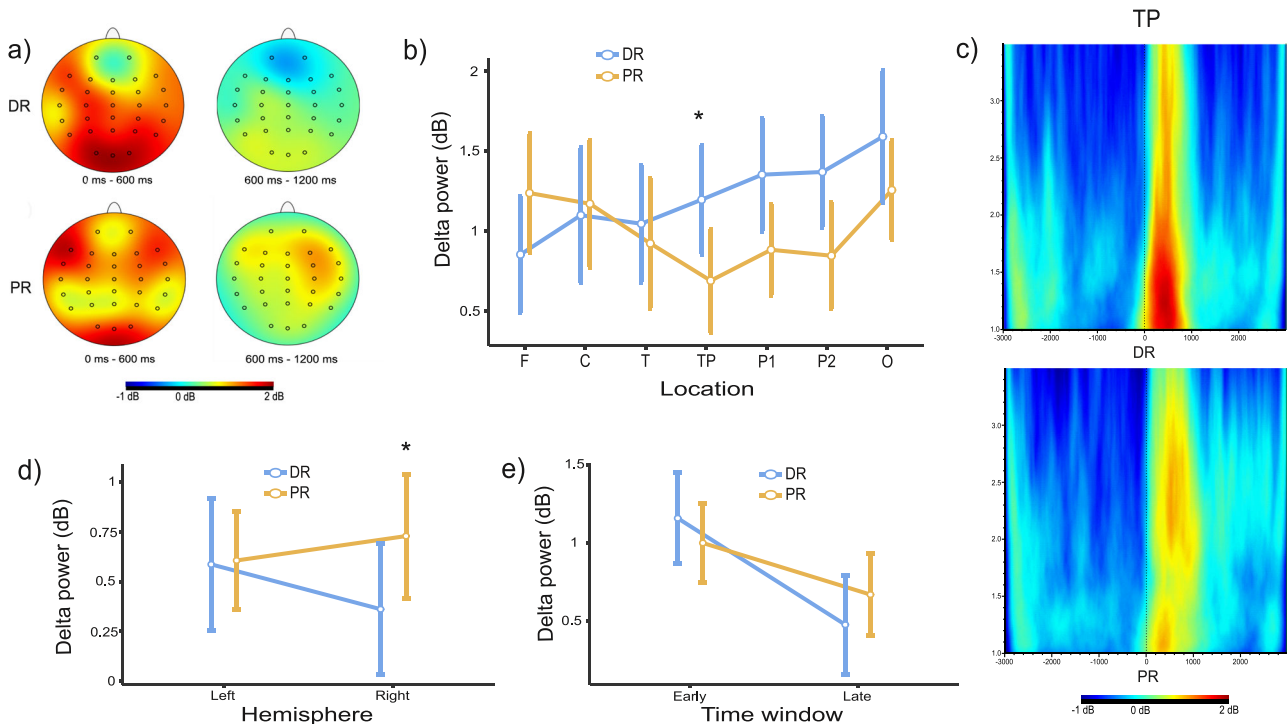 a)
DR
0 ms - 600 ms
600 ms - 1200 ms
PR
0 ms - 600 ms
600 ms - 1200 ms
-1 dB 0 dB 2 dB
b)
DR
PR
Delta power (dB)
2
1.5
1
0.5
*
F C T TP P1 P2 O
Location
c)
TP
3.0
2.5
2.0
1.5
1.0
-3000 -2000 -1000 0 1000 2000
DR
3.0
2.5
2.0
1.5
1.0
-3000 -2000 -1000 0 1000 2000
PR
-1 dB 0 dB 2 dB
d)
*
DR
PR
Delta power (dB)
1
0.75
0.5
0.25
0
Left Right
Hemisphere
e)
DR
PR
Delta power (dB)
1.5
1
0.5
Early Late
Time window